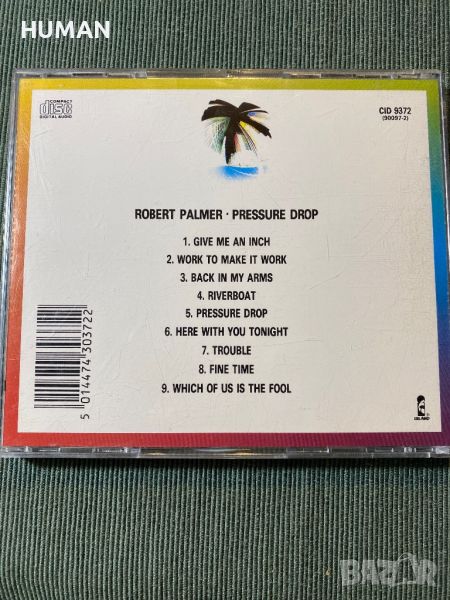 HUMAN
COMPACT
disc
DIGITAL AUDIO
CID 9372
(90097-2)
ROBERT PALMER · PRESSURE DROP
1. GIVE ME AN INCH
2. WORK TO MAKE IT WORK
3. BACK IN MY ARMS
4. RIVERBOAT
5. PRESSURE DROP
6. HERE WITH YOU TONIGHT
7. TROUBLE
8. FINE TIME
9. WHICH OF US IS THE FOOL
5 014474 303722
ISLAND
BAZAR